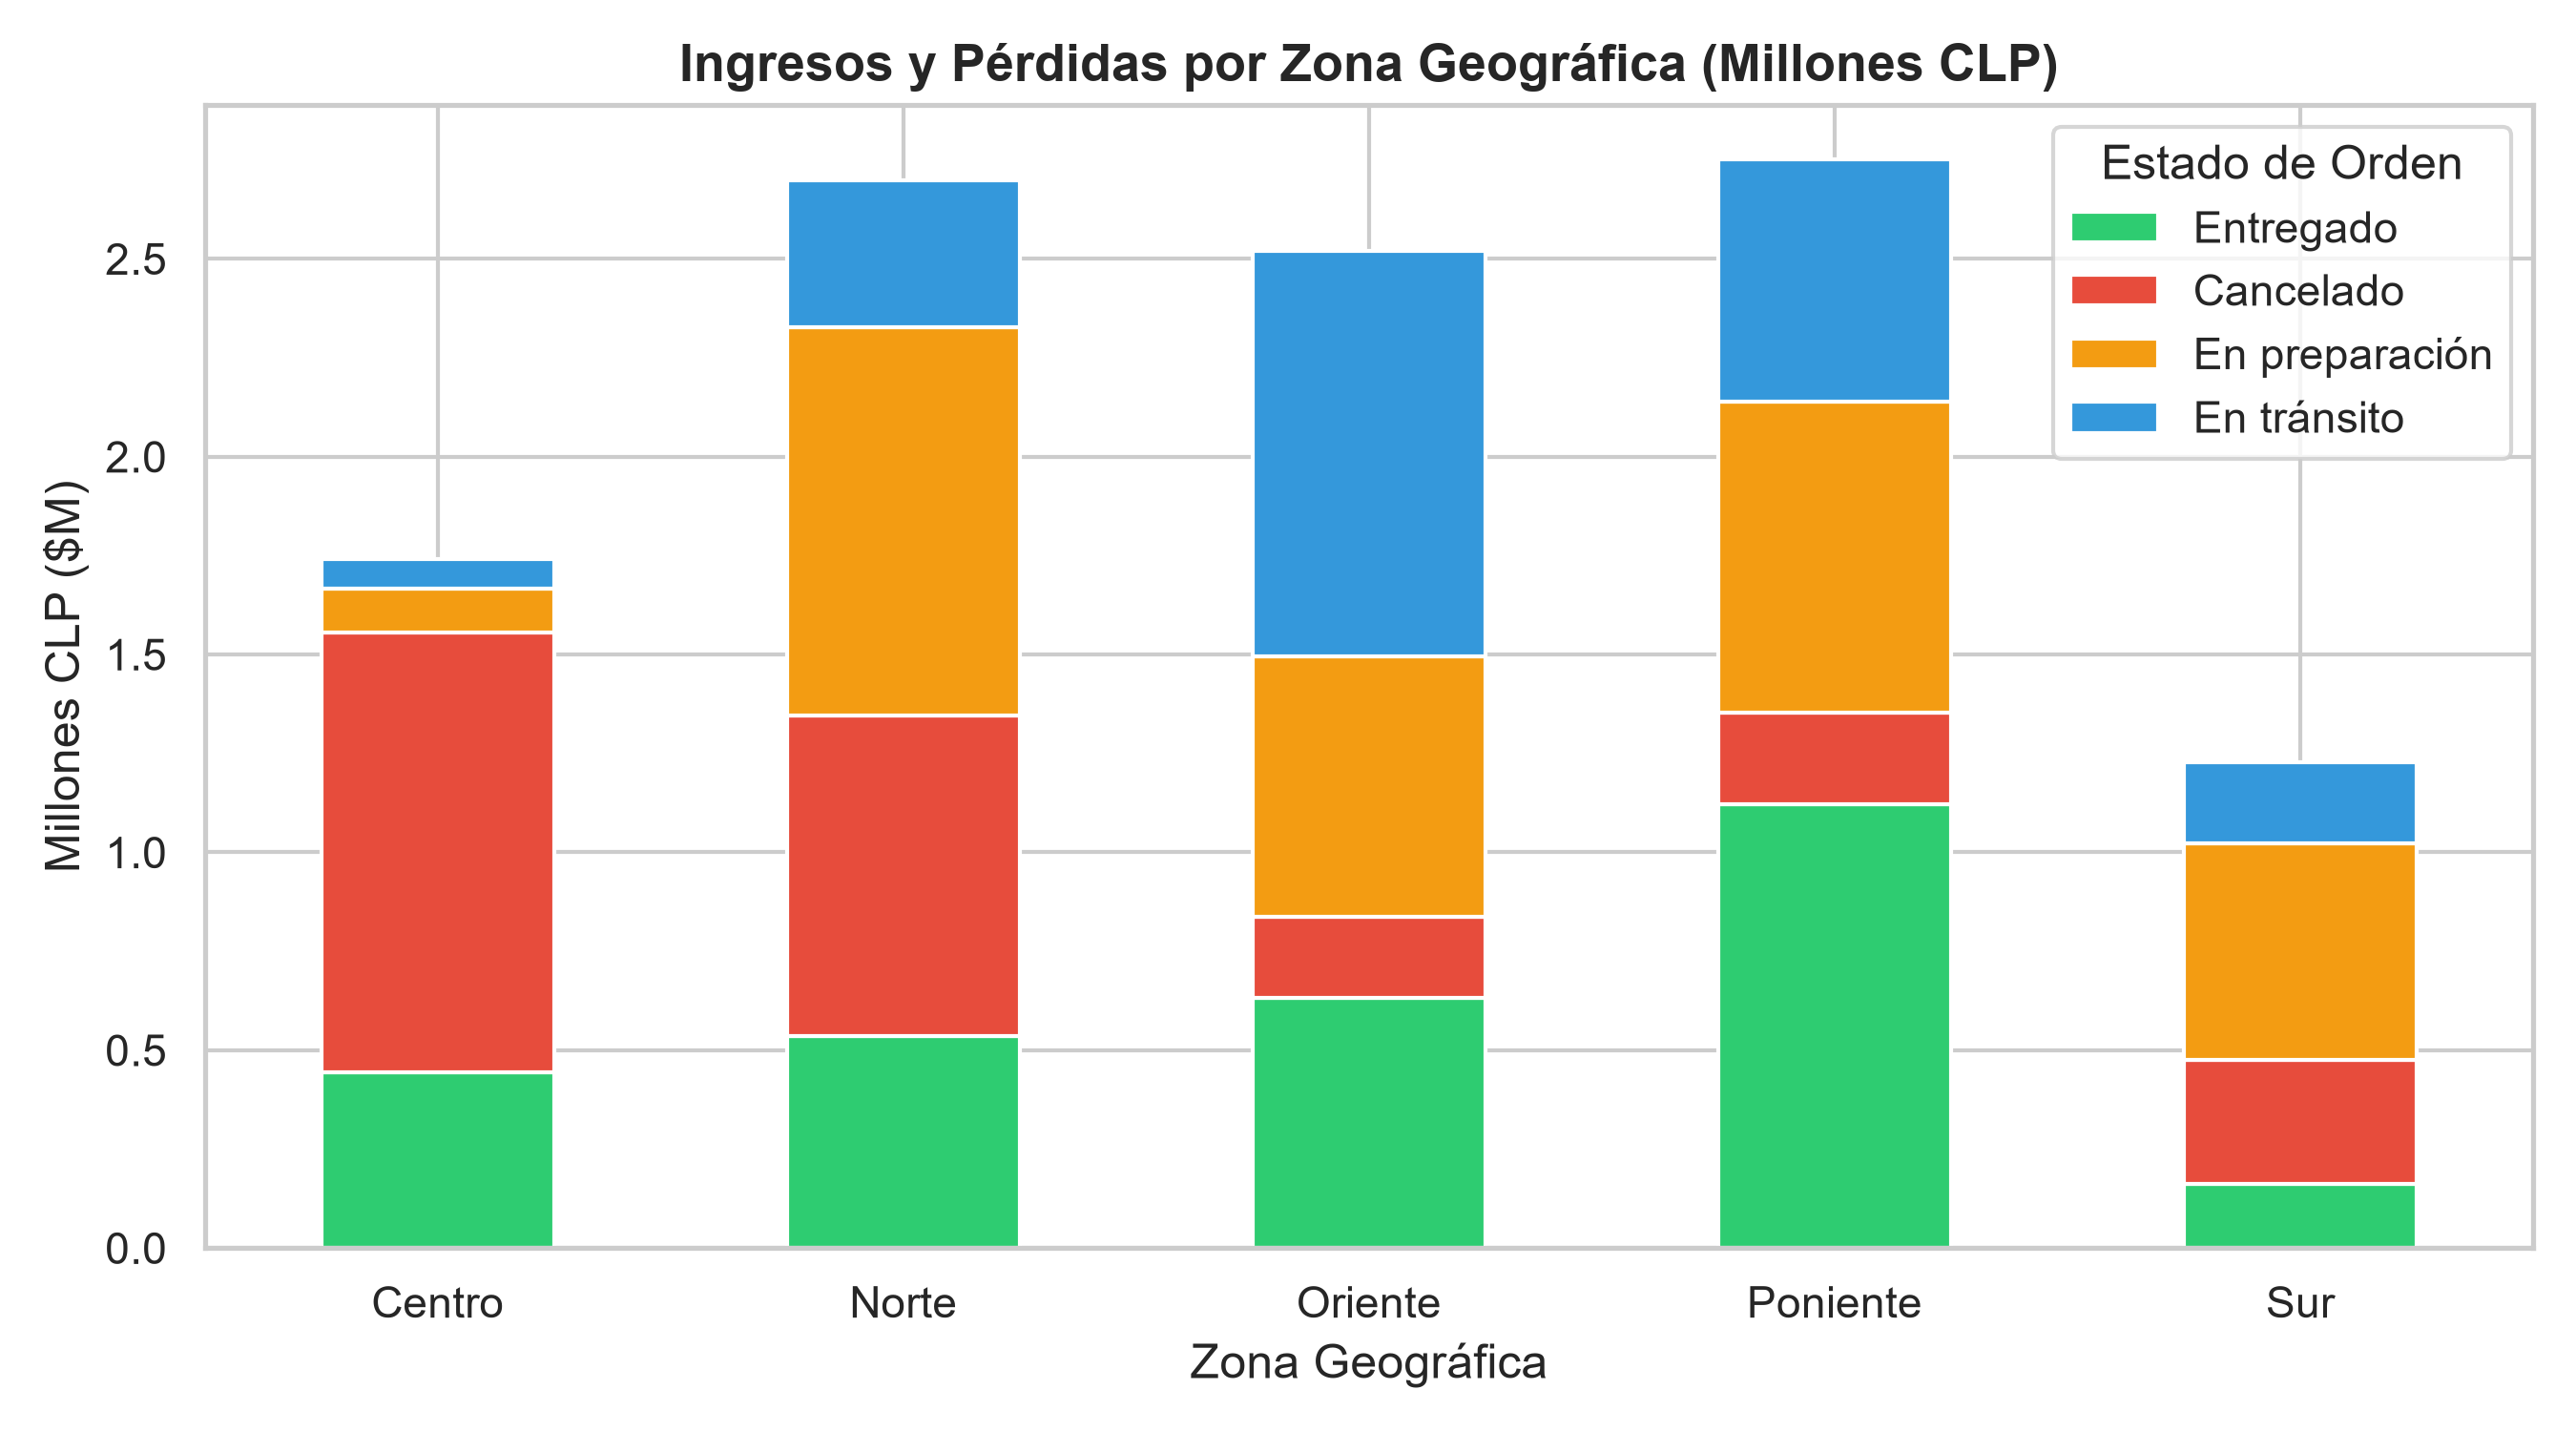 Ingresos y Pérdidas por Zona Geográfica (Millones CLP)
Estado de Orden
Entregado
Cancelado
En preparación
En tránsito
Millones CLP ($M)
2.5
2.0
1.5
1.0
0.5
0.0
Centro
Norte
Oriente
Poniente
Sur
Zona Geográfica